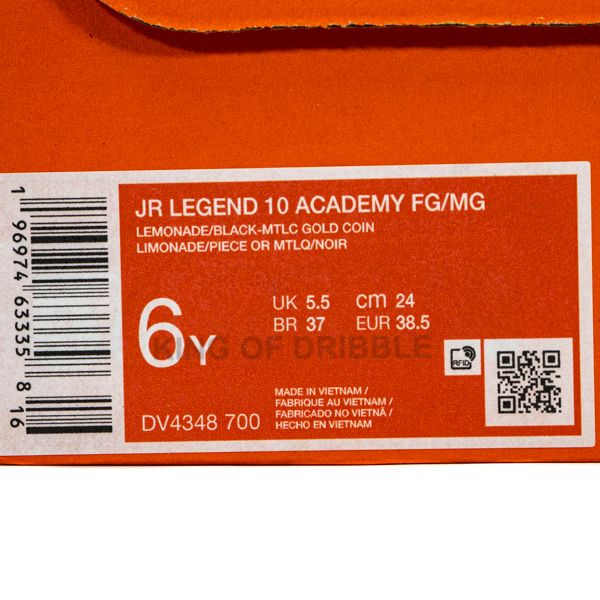 JR LEGEND 10 ACADEMY FG/MG
LEMONADE/BLACK-MTLC GOLD COIN
LIMONADE/PIECE OR MTLQ/NOIR
6Y
UK 5.5 cm 24
BR 37 EUR 38.5
KING OF DRIBBLE
RFID
MADE IN VIETNAM /
FABRIQUE AU VIETNAM /
FABRICADO NO VIETNÃ /
HECHO EN VIETNAM
DV4348 700
1 96974 63335 8 16